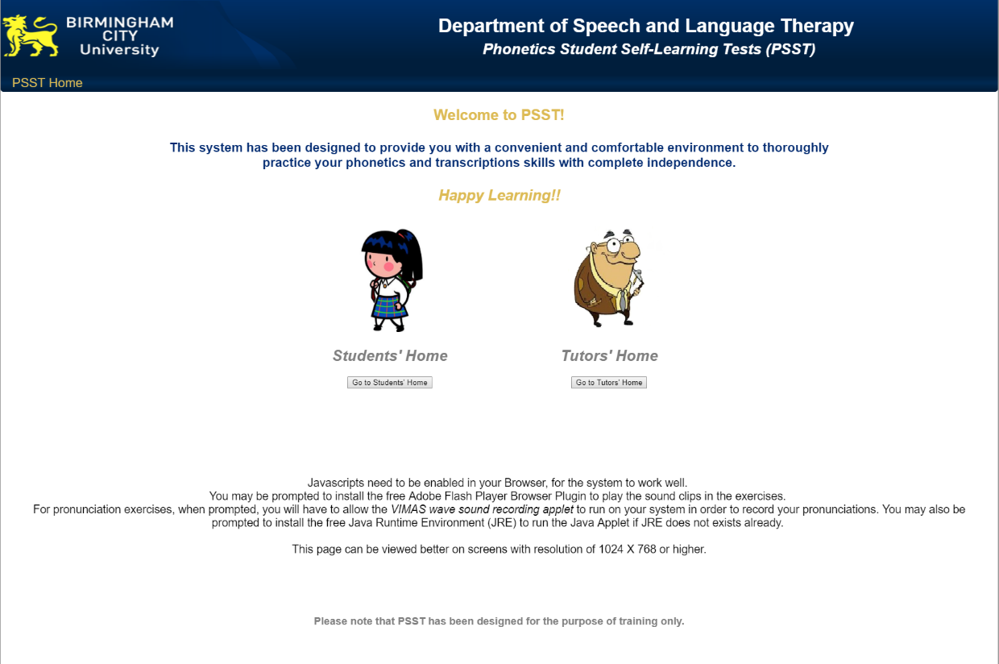 BIRMINGHAM
CITY
University
Department of Speech and Language Therapy
Phonetics Student Self-Learning Tests (PSST)
PSST Home
Welcome to PSST!
This system has been designed to provide you with a convenient and comfortable environment to thoroughly
practice your phonetics and transcriptions skills with complete independence.
Happy Learning!!
Students' Home
Tutors' Home
Go to Students' Home
Go to Tutors' Home
Javascripts need to be enabled in your Browser, for the system to work well.
You may be prompted to install the free Adobe Flash Player Browser Plugin to play the sound clips in the exercises.
For pronunciation exercises, when prompted, you will have to allow the VIMAS wave sound recording applet to run on your system in order to record your pronunciations. You may also be
prompted to install the free Java Runtime Environment (JRE) to run the Java Applet if JRE does not exists already.
This page can be viewed better on screens with resolution of 1024 X 768 or higher.
Please note that PSST has been designed for the purpose of training only.